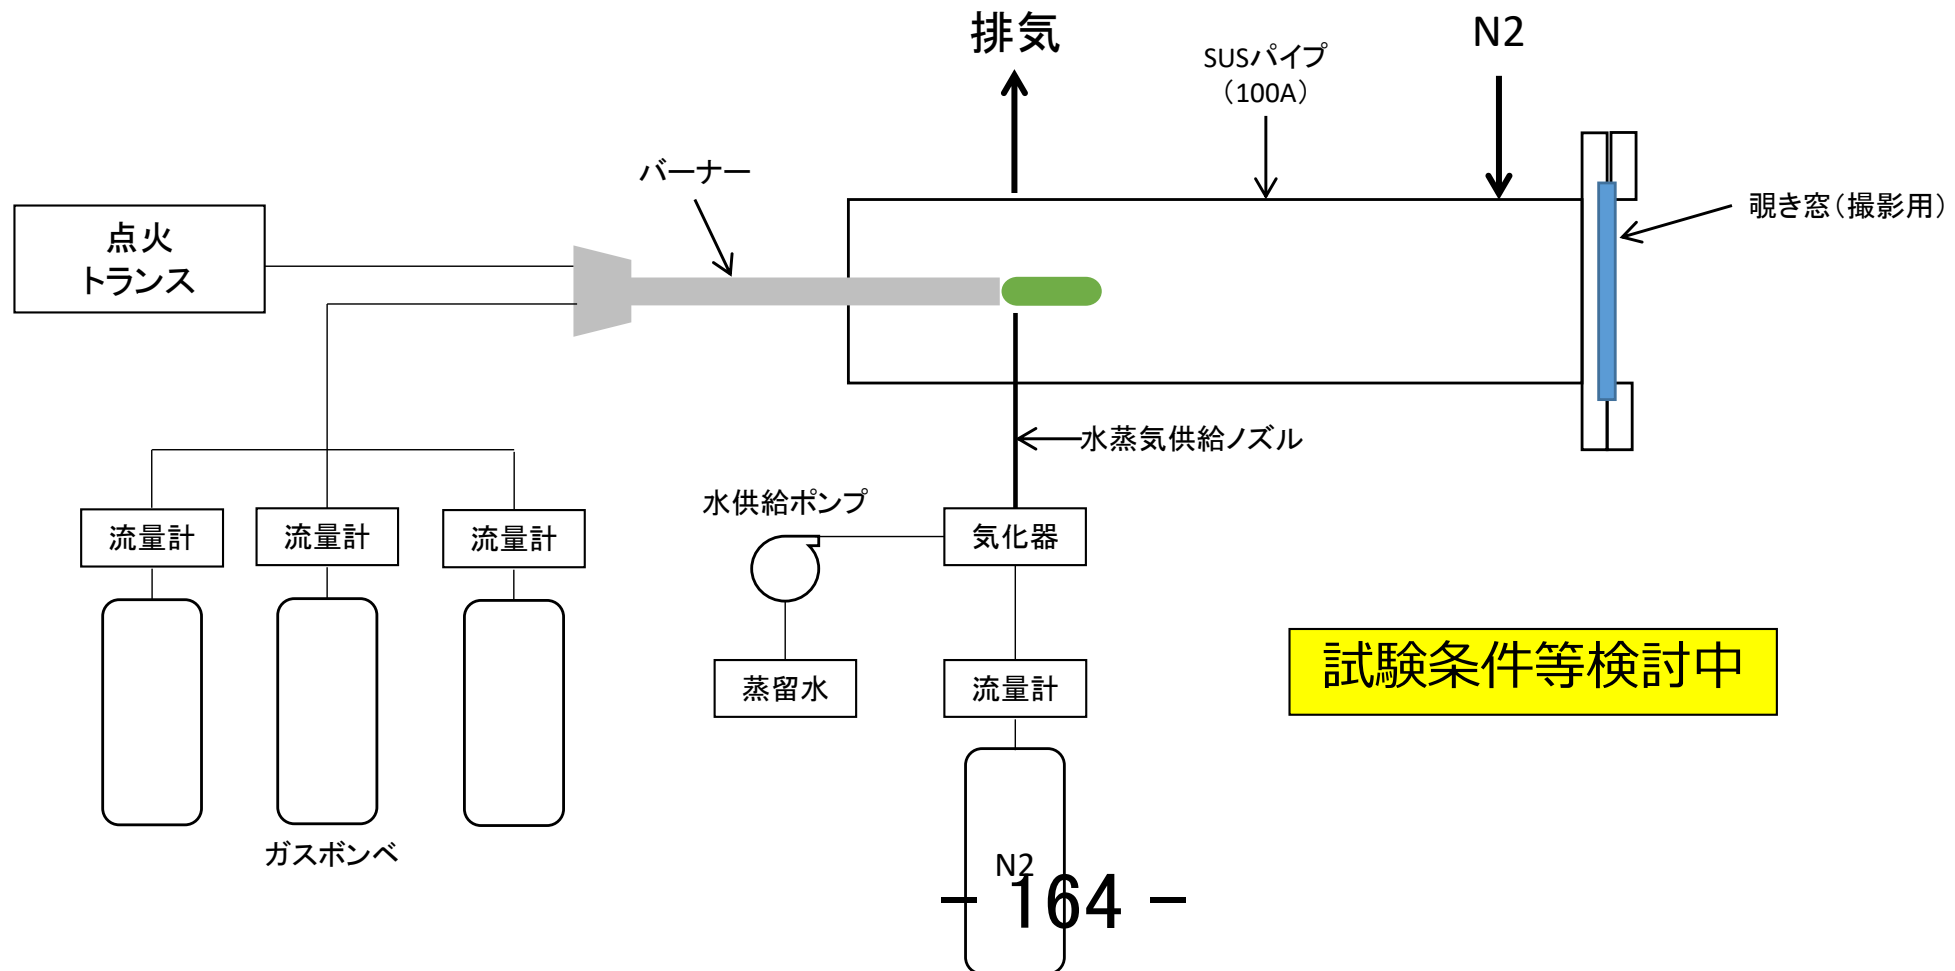 排気
N2
SUSパイプ
（100A）
バーナー
覗き窓（撮影用）
点火
トランス
水蒸気供給ノズル
水供給ポンプ
流量計
流量計
流量計
気化器
蒸留水
流量計
試験条件等検討中
ガスボンベ
N2
- 164 -